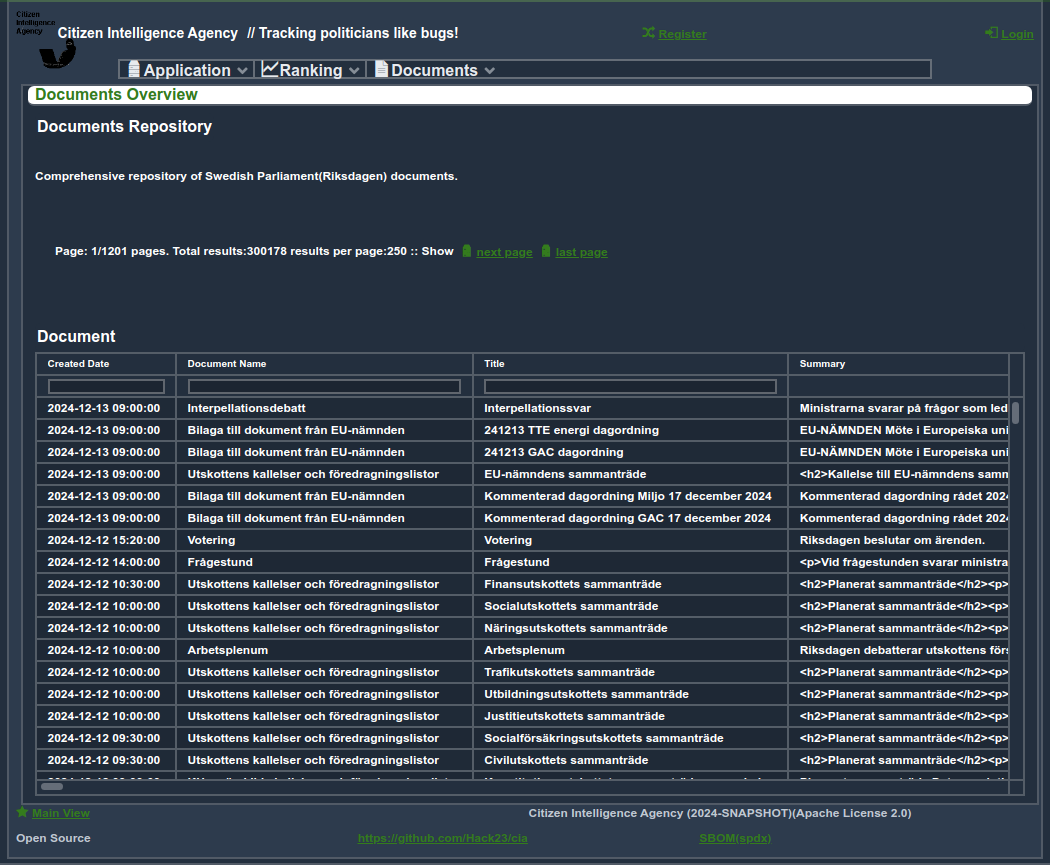 Citizen
Intelligence
Agency
Citizen Intelligence Agency // Tracking politicians like bugs!
Register
Login
Application Ranking Documents
Documents Overview
Documents Repository
Comprehensive repository of Swedish Parliament(Riksdagen) documents.
Page: 1/1201 pages. Total results:300178 results per page:250 :: Show next page last page
Document
Created Date Document Name Title Summary
2024-12-13 09:00:00 Interpellationsdebatt Interpellationssvar Ministrarna svarar på frågor som led
2024-12-13 09:00:00 Bilaga till dokument från EU-nämnden 241213 TTE energi dagordning EU-NÄMNDEN Möte i Europeiska uni
2024-12-13 09:00:00 Bilaga till dokument från EU-nämnden 241213 GAC dagordning EU-NÄMNDEN Möte i Europeiska uni
2024-12-13 09:00:00 Utskottens kallelser och föredragningslistor EU-nämndens sammanträde <h2>Kallelse till EU-nämndens samm
2024-12-13 09:00:00 Bilaga till dokument från EU-nämnden Kommenterad dagordning Miljo 17 december 2024 Kommenterad dagordning rådet 2024
2024-12-13 09:00:00 Bilaga till dokument från EU-nämnden Kommenterad dagordning GAC 17 december 2024 Kommenterad dagordning rådet 2024
2024-12-12 15:20:00 Votering Votering Riksdagen beslutar om ärenden.
2024-12-12 14:00:00 Frågestund Frågestund <p>Vid frågestunden svarar ministra
2024-12-12 10:30:00 Utskottens kallelser och föredragningslistor Finansutskottets sammanträde <h2>Planerat sammanträde</h2><p>
2024-12-12 10:00:00 Utskottens kallelser och föredragningslistor Socialutskottets sammanträde <h2>Planerat sammanträde</h2><p>
2024-12-12 10:00:00 Utskottens kallelser och föredragningslistor Näringsutskottets sammanträde <h2>Planerat sammanträde</h2><p>
2024-12-12 10:00:00 Arbetsplenum Arbetsplenum Riksdagen debatterar utskottens förs
2024-12-12 10:00:00 Utskottens kallelser och föredragningslistor Trafikutskottets sammanträde <h2>Planerat sammanträde</h2><p>
2024-12-12 10:00:00 Utskottens kallelser och föredragningslistor Utbildningsutskottets sammanträde <h2>Planerat sammanträde</h2><p>
2024-12-12 10:00:00 Utskottens kallelser och föredragningslistor Justitieutskottets sammanträde <h2>Planerat sammanträde</h2><p>
2024-12-12 09:30:00 Utskottens kallelser och föredragningslistor Socialförsäkringsutskottets sammanträde <h2>Planerat sammanträde</h2><p>
2024-12-12 09:30:00 Utskottens kallelser och föredragningslistor Civilutskottets sammanträde <h2>Planerat sammanträde</h2><p>
Main View
Citizen Intelligence Agency (2024-SNAPSHOT)(Apache License 2.0)
Open Source https://github.com/Hack23/cia SBOM(spdx)